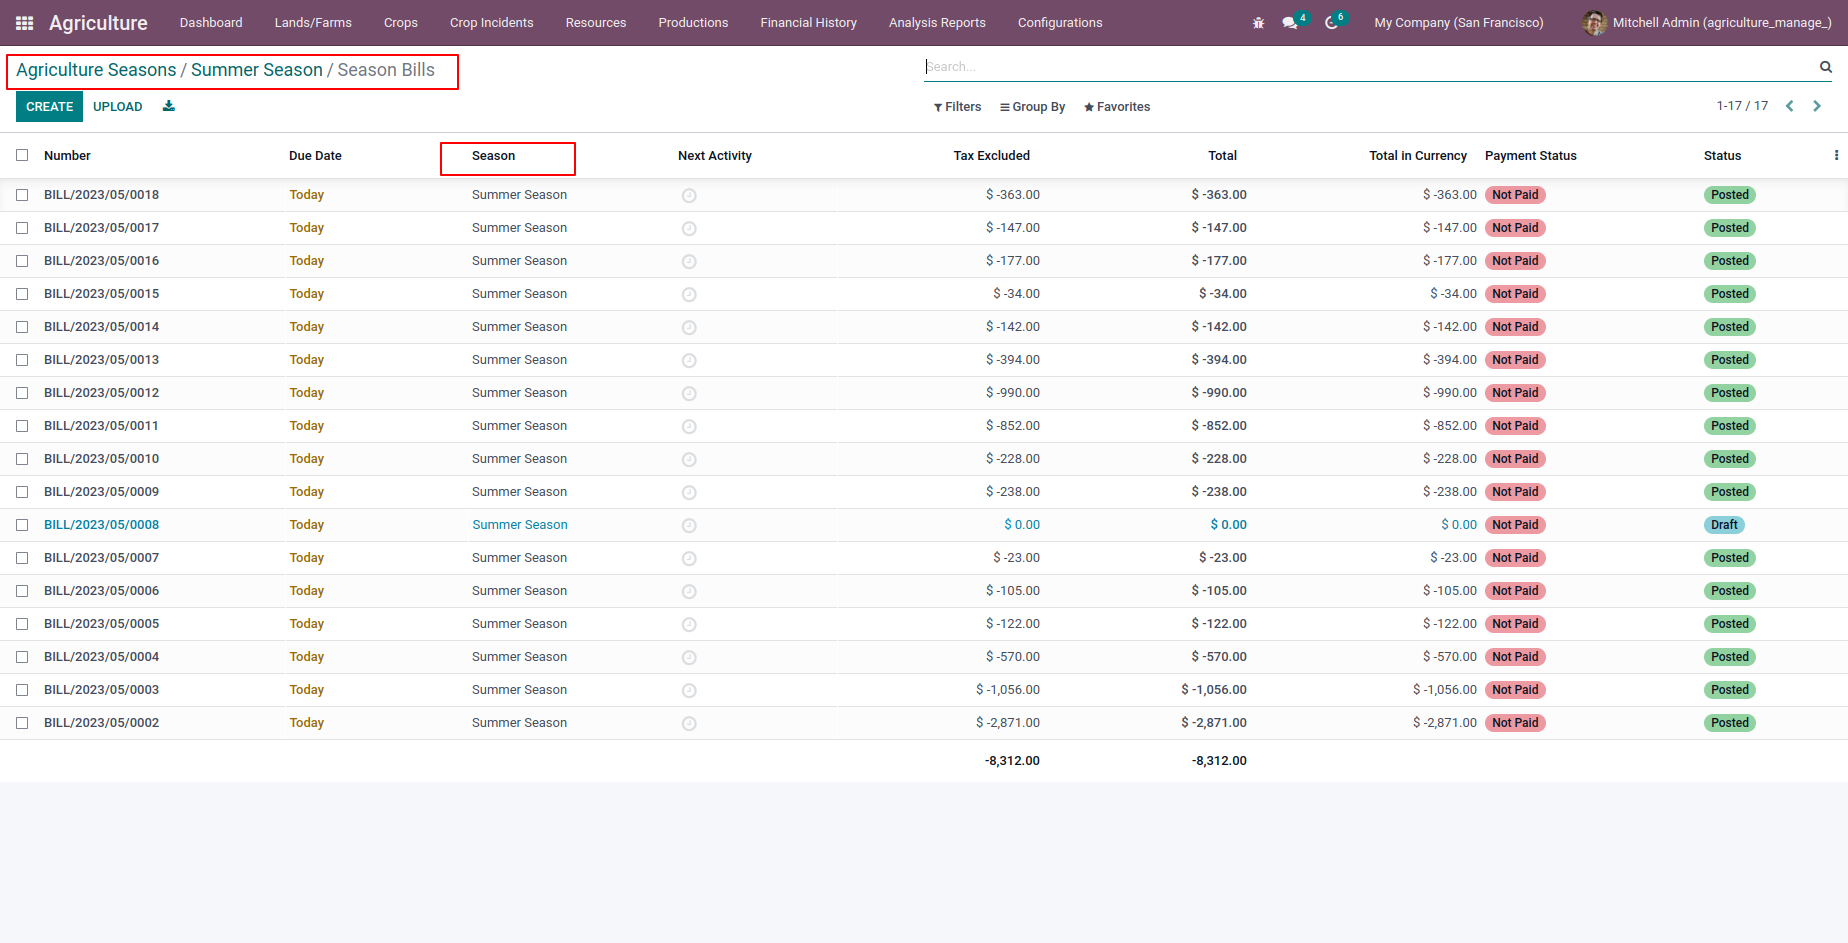 Agriculture Dashboard Lands/Farms Crops Crop Incidents Resources Productions Financial History Analysis Reports Configurations 4 6 My Company (San Francisco) Mitchell Admin (agriculture_manage_)
Agriculture Seasons / Summer Season / Season Bills Search...
CREATE UPLOAD Filters Group By Favorites 1-17 / 17
Number Due Date Season Next Activity Tax Excluded Total Total in Currency Payment Status Status
BILL/2023/05/0018 Today Summer Season $ -363.00 $ -363.00 $ -363.00 Not Paid Posted
BILL/2023/05/0017 Today Summer Season $ -147.00 $ -147.00 $ -147.00 Not Paid Posted
BILL/2023/05/0016 Today Summer Season $ -177.00 $ -177.00 $ -177.00 Not Paid Posted
BILL/2023/05/0015 Today Summer Season $ -34.00 $ -34.00 $ -34.00 Not Paid Posted
BILL/2023/05/0014 Today Summer Season $ -142.00 $ -142.00 $ -142.00 Not Paid Posted
BILL/2023/05/0013 Today Summer Season $ -394.00 $ -394.00 $ -394.00 Not Paid Posted
BILL/2023/05/0012 Today Summer Season $ -990.00 $ -990.00 $ -990.00 Not Paid Posted
BILL/2023/05/0011 Today Summer Season $ -852.00 $ -852.00 $ -852.00 Not Paid Posted
BILL/2023/05/0010 Today Summer Season $ -228.00 $ -228.00 $ -228.00 Not Paid Posted
BILL/2023/05/0009 Today Summer Season $ -238.00 $ -238.00 $ -238.00 Not Paid Posted
BILL/2023/05/0008 Today Summer Season $ 0.00 $ 0.00 $ 0.00 Not Paid Draft
BILL/2023/05/0007 Today Summer Season $ -23.00 $ -23.00 $ -23.00 Not Paid Posted
BILL/2023/05/0006 Today Summer Season $ -105.00 $ -105.00 $ -105.00 Not Paid Posted
BILL/2023/05/0005 Today Summer Season $ -122.00 $ -122.00 $ -122.00 Not Paid Posted
BILL/2023/05/0004 Today Summer Season $ -570.00 $ -570.00 $ -570.00 Not Paid Posted
BILL/2023/05/0003 Today Summer Season $ -1,056.00 $ -1,056.00 $ -1,056.00 Not Paid Posted
BILL/2023/05/0002 Today Summer Season $ -2,871.00 $ -2,871.00 $ -2,871.00 Not Paid Posted
-8,312.00 -8,312.00